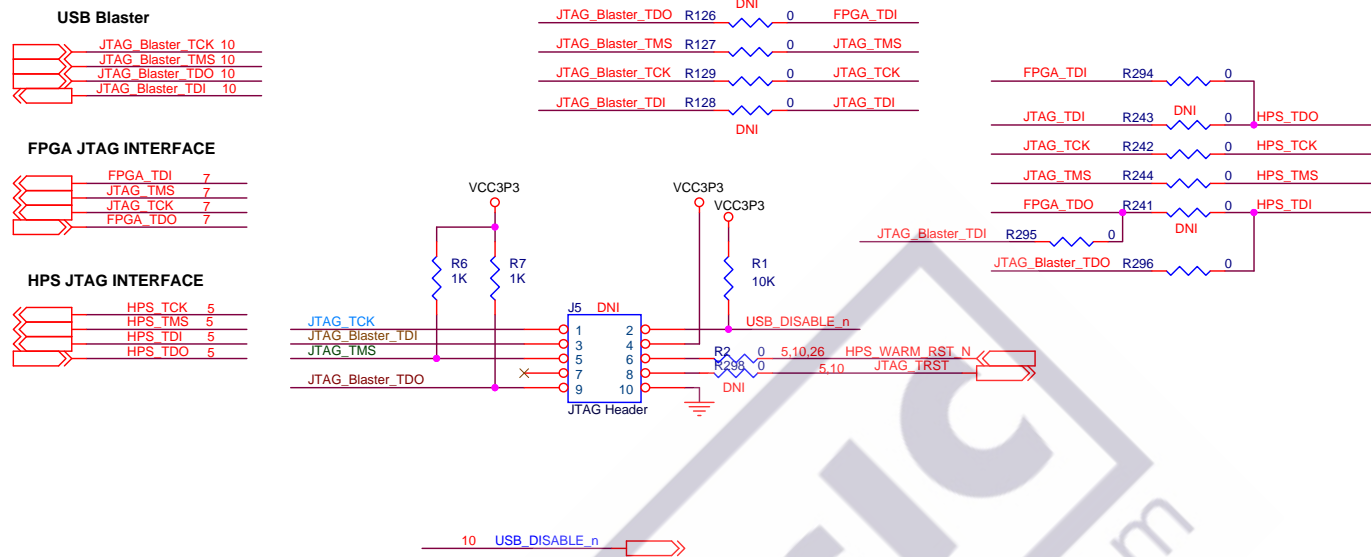 USB Blaster
JTAG_Blaster_TCK 10
JTAG_Blaster_TMS 10
JTAG_Blaster_TDO 10
JTAG_Blaster_TDI 10
FPGA JTAG INTERFACE
FPGA_TDI 7
JTAG_TMS 7
JTAG_TCK 7
FPGA_TDO 7
HPS JTAG INTERFACE
HPS_TCK 5
HPS_TMS 5
HPS_TDI 5
HPS_TDO 5
DNI
JTAG_Blaster_TDO R126 0 FPGA_TDI
JTAG_Blaster_TMS R127 0 JTAG_TMS
JTAG_Blaster_TCK R129 0 JTAG_TCK
JTAG_Blaster_TDI R128 0 JTAG_TDI
DNI
FPGA_TDI R294 0
DNI
JTAG_TDI R243 0 HPS_TDO
JTAG_TCK R242 0 HPS_TCK
JTAG_TMS R244 0 HPS_TMS
FPGA_TDO R241 0 HPS_TDI
DNI
JTAG_Blaster_TDI R295 0
JTAG_Blaster_TDO R296 0
VCC3P3
VCC3P3
VCC3P3
R6
1K
R7
1K
R1
10K
J5 DNI
JTAG_TCK 1 2 USB_DISABLE_n
JTAG_Blaster_TDI 3 4
JTAG_TMS 5 6 R2 0 5,10,26 HPS_WARM_RST_N
7 8 R298 0 5,10 JTAG_TRST
JTAG_Blaster_TDO 9 10 DNI
JTAG Header
10 USB_DISABLE_n
ic
m